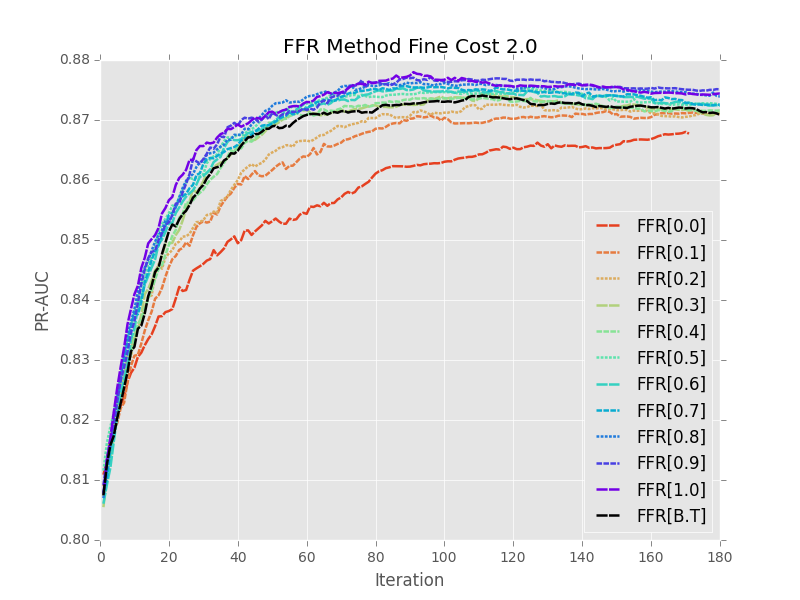 FFR Method Fine Cost 2.0
PR-AUC
0.88
0.87
0.86
0.85
0.84
0.83
0.82
0.81
0.80
0 20 40 60 80 100 120 140 160 180
Iteration
FFR[0.0]
FFR[0.1]
FFR[0.2]
FFR[0.3]
FFR[0.4]
FFR[0.5]
FFR[0.6]
FFR[0.7]
FFR[0.8]
FFR[0.9]
FFR[1.0]
FFR[B.T]